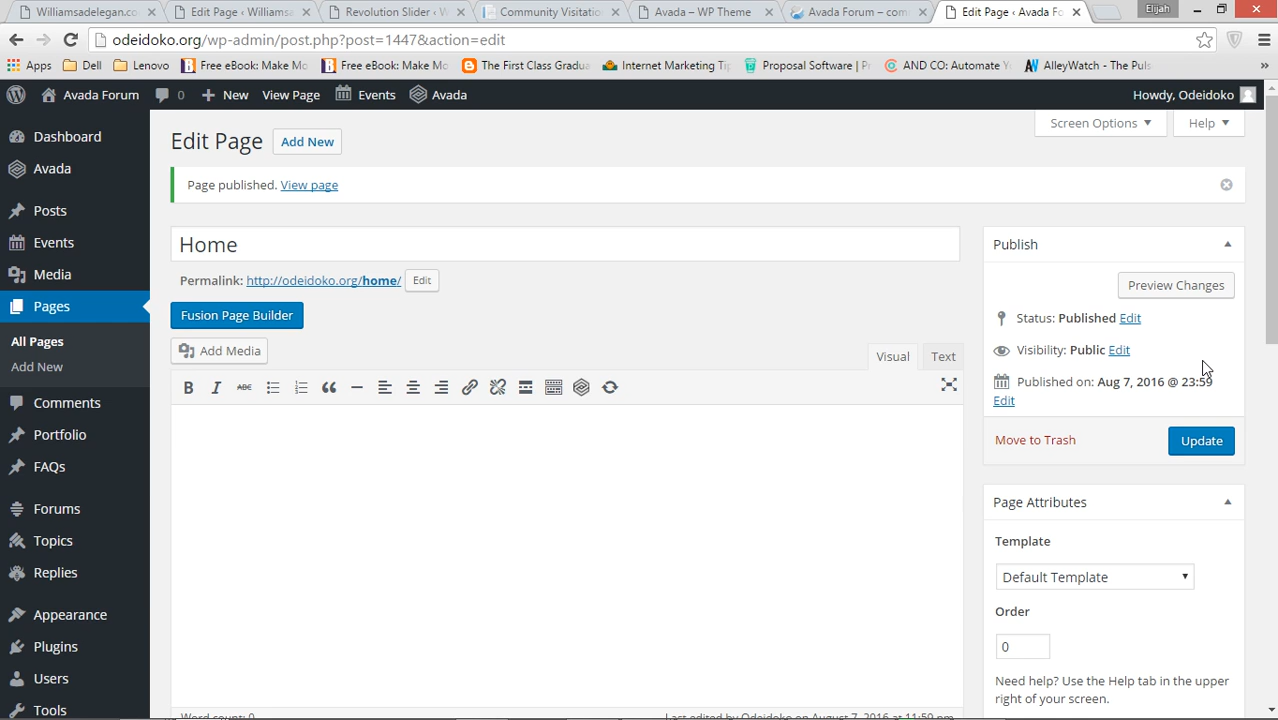 Williamsadelegan.co
Edit Page ‹ Williams
Revolution Slider ‹ W
Community Visitatio
Avada – WP Theme
Avada Forum – com
Edit Page ‹ Avada Fo
Elijah
odeidoko.org/wp-admin/post.php?post=1447&action=edit
Apps
Dell
Lenovo
Free eBook: Make Mo
Free eBook: Make Mo
The First Class Gradua
Internet Marketing Tip
Proposal Software | Pr
AND CO: Automate Yo
AlleyWatch - The Puls
»
Avada Forum
0
New
View Page
Events
Avada
Howdy, Odeidoko
Screen Options
Help
Dashboard
Avada
Posts
Events
Media
Pages
All Pages
Add New
Comments
Portfolio
FAQs
Forums
Topics
Replies
Appearance
Plugins
Users
Tools
Edit Page
Add New
Page published. View page
Home
Permalink: http://odeidoko.org/home/ Edit
Fusion Page Builder
Add Media
Visual
Text
B I ABC
Word count: 0
Last edited by Odeidoko on August 7, 2016 at 11:59 pm
Publish
Preview Changes
Status: Published Edit
Visibility: Public Edit
Published on: Aug 7, 2016 @ 23:59
Edit
Move to Trash
Update
Page Attributes
Template
Default Template
Order
0
Need help? Use the Help tab in the upper
right of your screen.